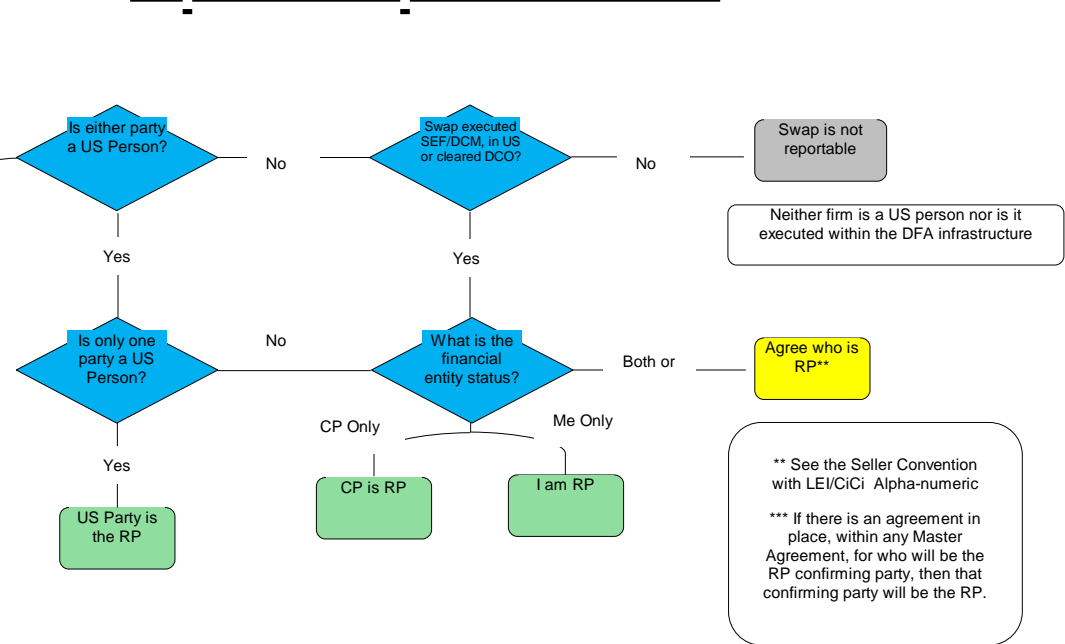 Is either party
a US Person?
No
Swap executed
SEF/DCM, in US
or cleared DCO?
No
Swap is not
reportable
Neither firm is a US person nor is it
executed within the DFA infrastructure
Yes
Yes
Is only one
party a US
Person?
No
What is the
financial
entity status?
Both or
Agree who is
RP**
CP Only
Me Only
Yes
CP is RP
I am RP
US Party is
the RP
** See the Seller Convention
with LEI/CiCi Alpha-numeric
*** If there is an agreement in
place, within any Master
Agreement, for who will be the
RP confirming party, then that
confirming party will be the RP.